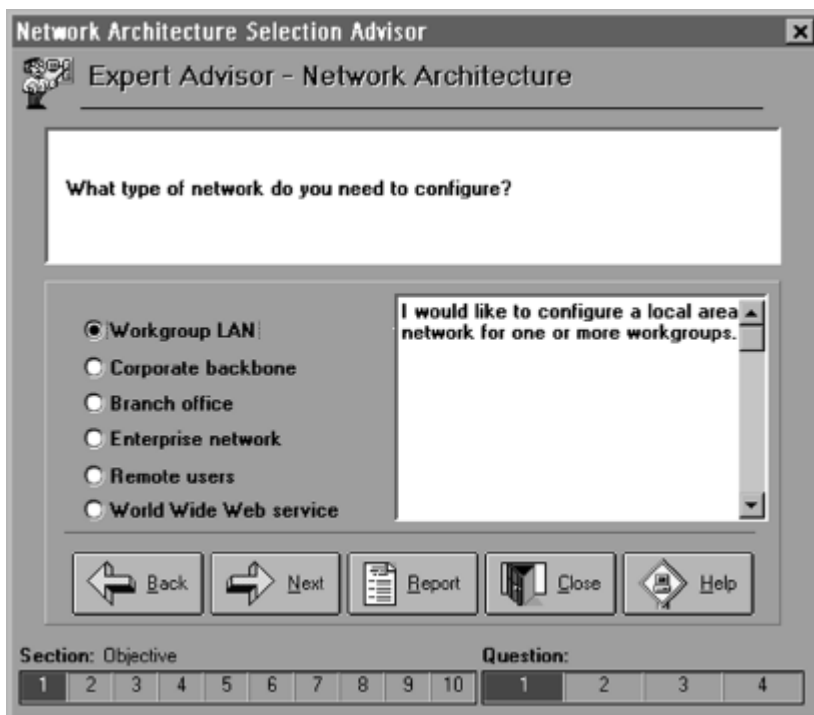 Network Architecture Selection Advisor
Expert Advisor - Network Architecture
What type of network do you need to configure?
Workgroup LAN
Corporate backbone
Branch office
Enterprise network
Remote users
World Wide Web service
I would like to configure a local area
network for one or more workgroups.
Back Next Report Close Help
Section: Objective Question:
1 2 3 4 5 6 7 8 9 10 1 2 3 4